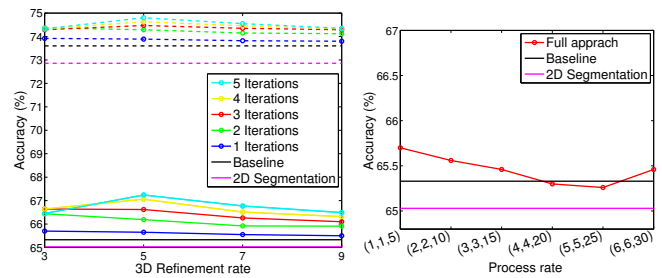 Accuracy (%)
75
74
73
72
71
70
69
68
67
66
65
3
5
7
9
3D Refinement rate
5 Iterations
4 Iterations
3 Iterations
2 Iterations
1 Iterations
Baseline
2D Segmentation
Accuracy (%)
67
66.5
66
65.5
65
(1,1,5)
(2,2,10)
(3,3,15)
(4,4,20)
(5,5,25)
(6,6,30)
Process rate
Full apprach
Baseline
2D Segmentation